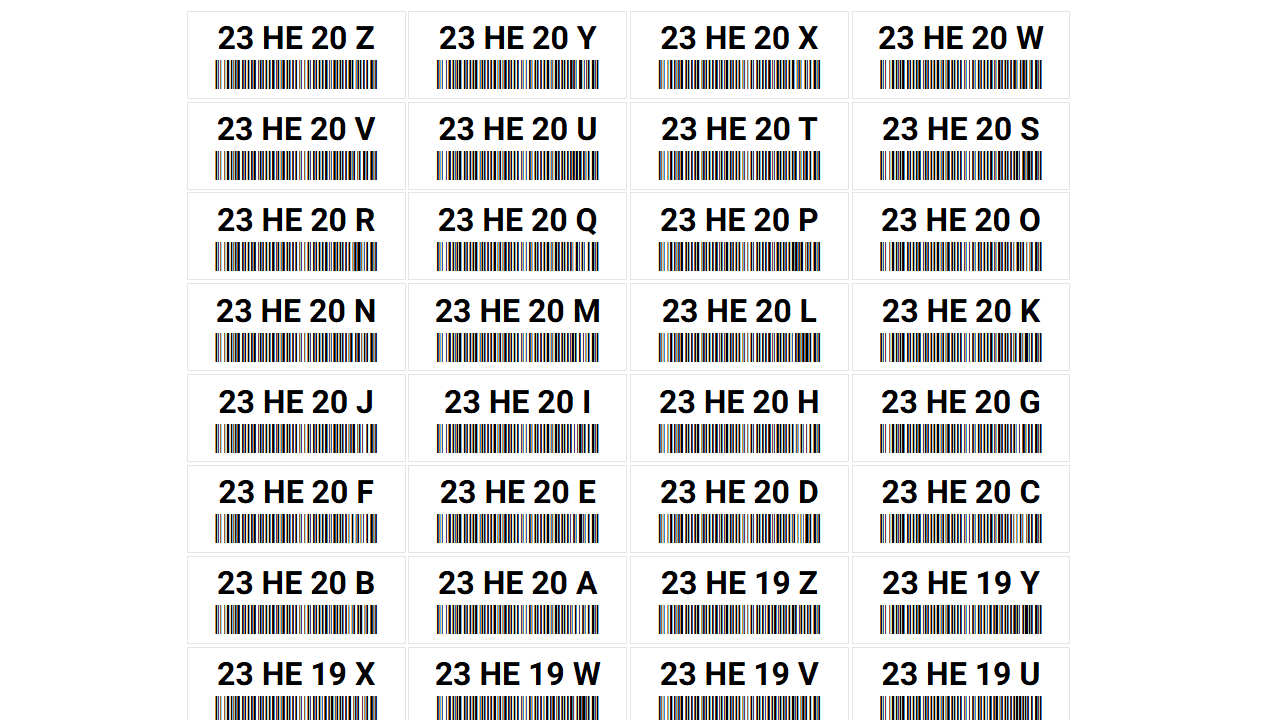 23 HE 20 Z
23 HE 20 Y
23 HE 20 X
23 HE 20 W
23 HE 20 V
23 HE 20 U
23 HE 20 T
23 HE 20 S
23 HE 20 R
23 HE 20 Q
23 HE 20 P
23 HE 20 O
23 HE 20 N
23 HE 20 M
23 HE 20 L
23 HE 20 K
23 HE 20 J
23 HE 20 I
23 HE 20 H
23 HE 20 G
23 HE 20 F
23 HE 20 E
23 HE 20 D
23 HE 20 C
23 HE 20 B
23 HE 20 A
23 HE 19 Z
23 HE 19 Y
23 HE 19 X
23 HE 19 W
23 HE 19 V
23 HE 19 U